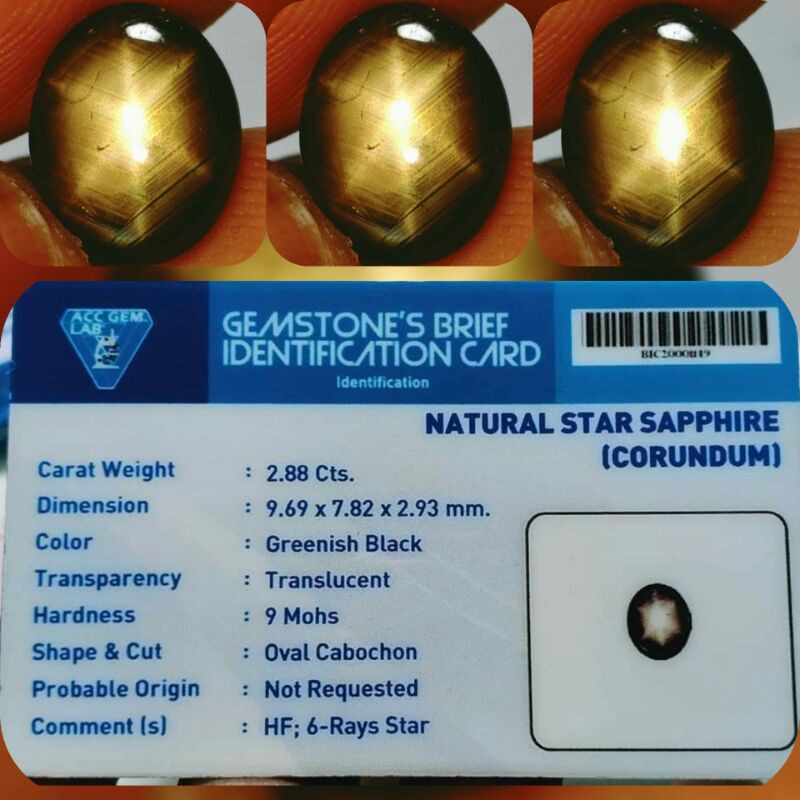 ACC GEM
LAB
GEMSTONE'S BRIEF
IDENTIFICATION CARD
Identification
NATURAL STAR SAPPHIRE
(CORUNDUM)
Carat Weight : 2.88 Cts.
Dimension : 9.69 x 7.82 x 2.93 mm.
Color : Greenish Black
Transparency : Translucent
Hardness : 9 Mohs
Shape & Cut : Oval Cabochon
Probable Origin : Not Requested
Comment (s) : HF; 6-Rays Star